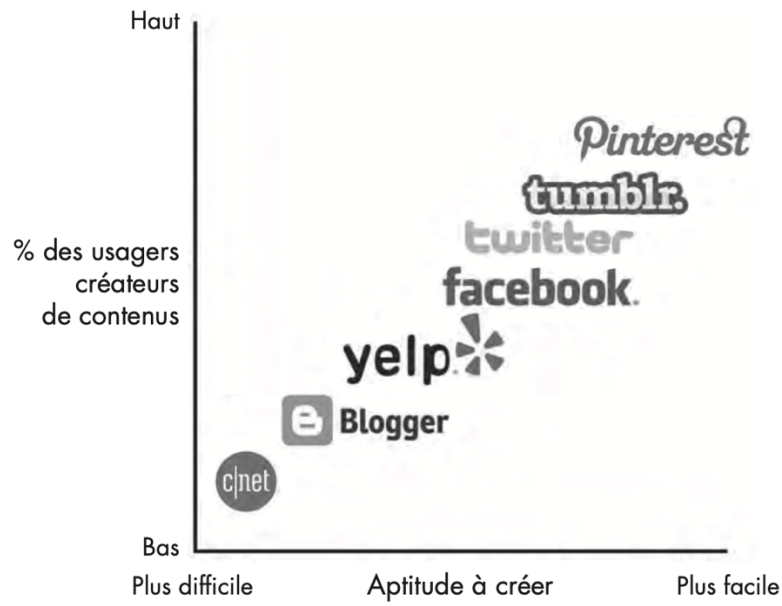 Haut
Pinterest
tumblr.
twitter
% des usagers
créateurs
de contenus
facebook.
yelp
Blogger
c|net
Bas
Plus difficile Aptitude à créer Plus facile